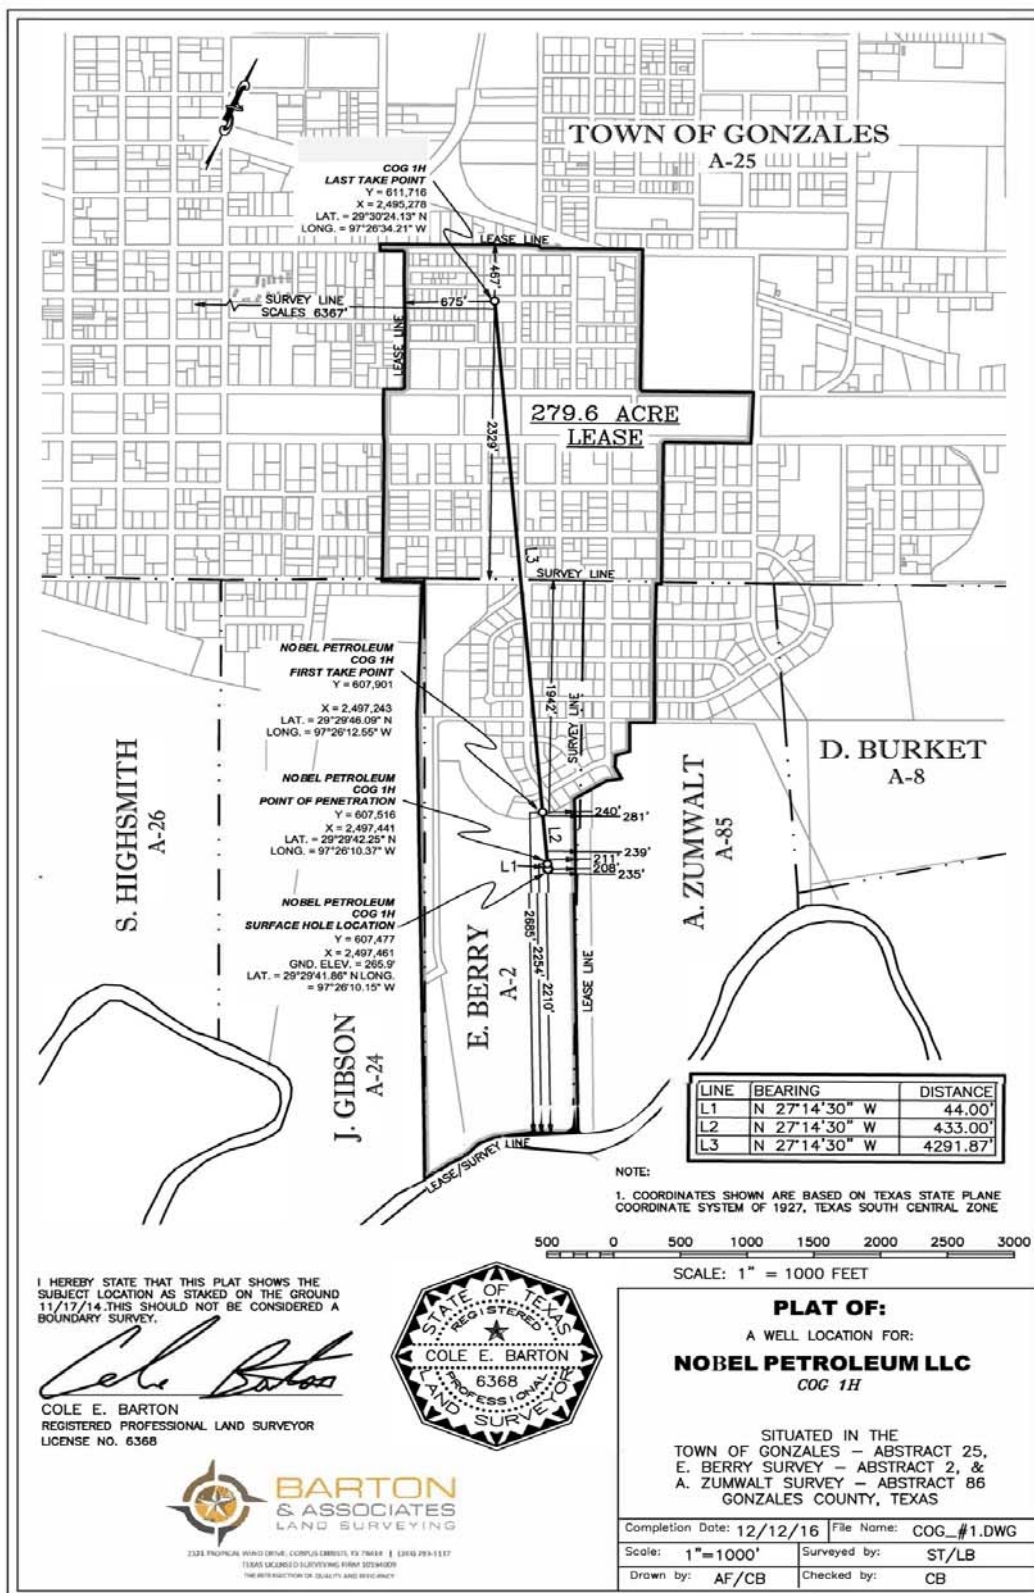 TOWN OF GONZALES
A-25
COG 1H
LAST TAKE POINT
Y = 611,716
X = 2,495,278
LAT. = 29°30'24.13" N
LONG. = 97°26'34.21" W
LEASE LINE
467'
675'
SURVEY LINE
SCALES 6367'
LEASE LINE
279.6 ACRE
LEASE
2329'
L3
SURVEY LINE
NOBEL PETROLEUM
COG 1H
FIRST TAKE POINT
Y = 607,901
X = 2,497,243
LAT. = 29°29'46.09" N
LONG. = 97°26'12.55" W
1942'
SURVEY LINE
D. BURKET
A-8
S. HIGHSMITH
A-26
A. ZUMWALT
A-85
NOBEL PETROLEUM
COG 1H
POINT OF PENETRATION
Y = 607,516
X = 2,497,441
LAT. = 29°29'42.25" N
LONG. = 97°26'10.37" W
240'
281'
L2
239'
211'
L1
208'
235'
NOBEL PETROLEUM
COG 1H
SURFACE HOLE LOCATION
Y = 607,477
X = 2,497,461
GND. ELEV. = 265.9'
LAT. = 29°29'41.86" N LONG.
= 97°26'10.15" W
2685'
2254'
2210'
E. BERRY
A-2
LEASE LINE
J. GIBSON
A-24
LEASE/SURVEY LINE
LINE BEARING DISTANCE
L1 N 27°14'30" W 44.00'
L2 N 27°14'30" W 433.00'
L3 N 27°14'30" W 4291.87'
NOTE:
1. COORDINATES SHOWN ARE BASED ON TEXAS STATE PLANE
COORDINATE SYSTEM OF 1927, TEXAS SOUTH CENTRAL ZONE
500 0 500 1000 1500 2000 2500 3000
SCALE: 1" = 1000 FEET
I HEREBY STATE THAT THIS PLAT SHOWS THE
SUBJECT LOCATION AS STAKED ON THE GROUND
11/17/14.THIS SHOULD NOT BE CONSIDERED A
BOUNDARY SURVEY.
Cole Barton
COLE E. BARTON
REGISTERED PROFESSIONAL LAND SURVEYOR
LICENSE NO. 6368
STATE OF TEXAS
REGISTERED
COLE E. BARTON
6368
PROFESSIONAL
LAND SURVEYOR
BARTON
& ASSOCIATES
LAND SURVEYING
PLAT OF:
A WELL LOCATION FOR:
NOBEL PETROLEUM LLC
COG 1H
SITUATED IN THE
TOWN OF GONZALES – ABSTRACT 25,
E. BERRY SURVEY – ABSTRACT 2, &
A. ZUMWALT SURVEY – ABSTRACT 86
GONZALES COUNTY, TEXAS
Completion Date: 12/12/16 File Name: COG_#1.DWG
Scale: 1"=1000' Surveyed by: ST/LB
Drawn by: AF/CB Checked by: CB